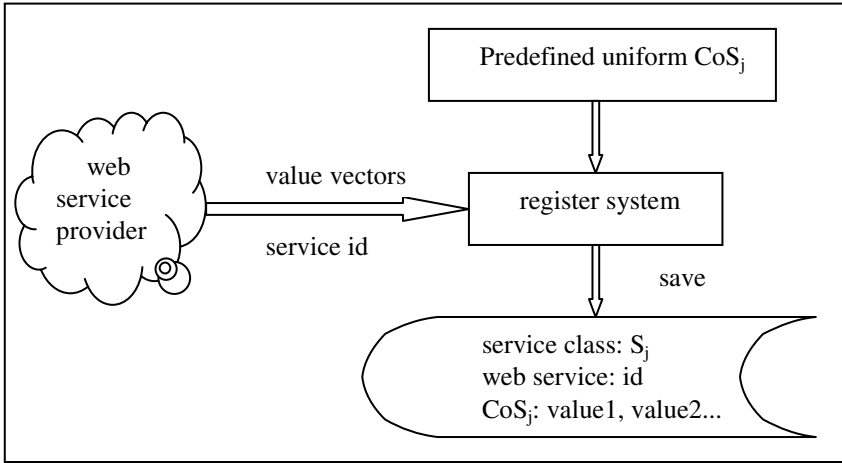 Predefined uniform CoSj
web
service
provider
value vectors
service id
register system
save
service class: Sj
web service: id
CoSj: value1, value2...